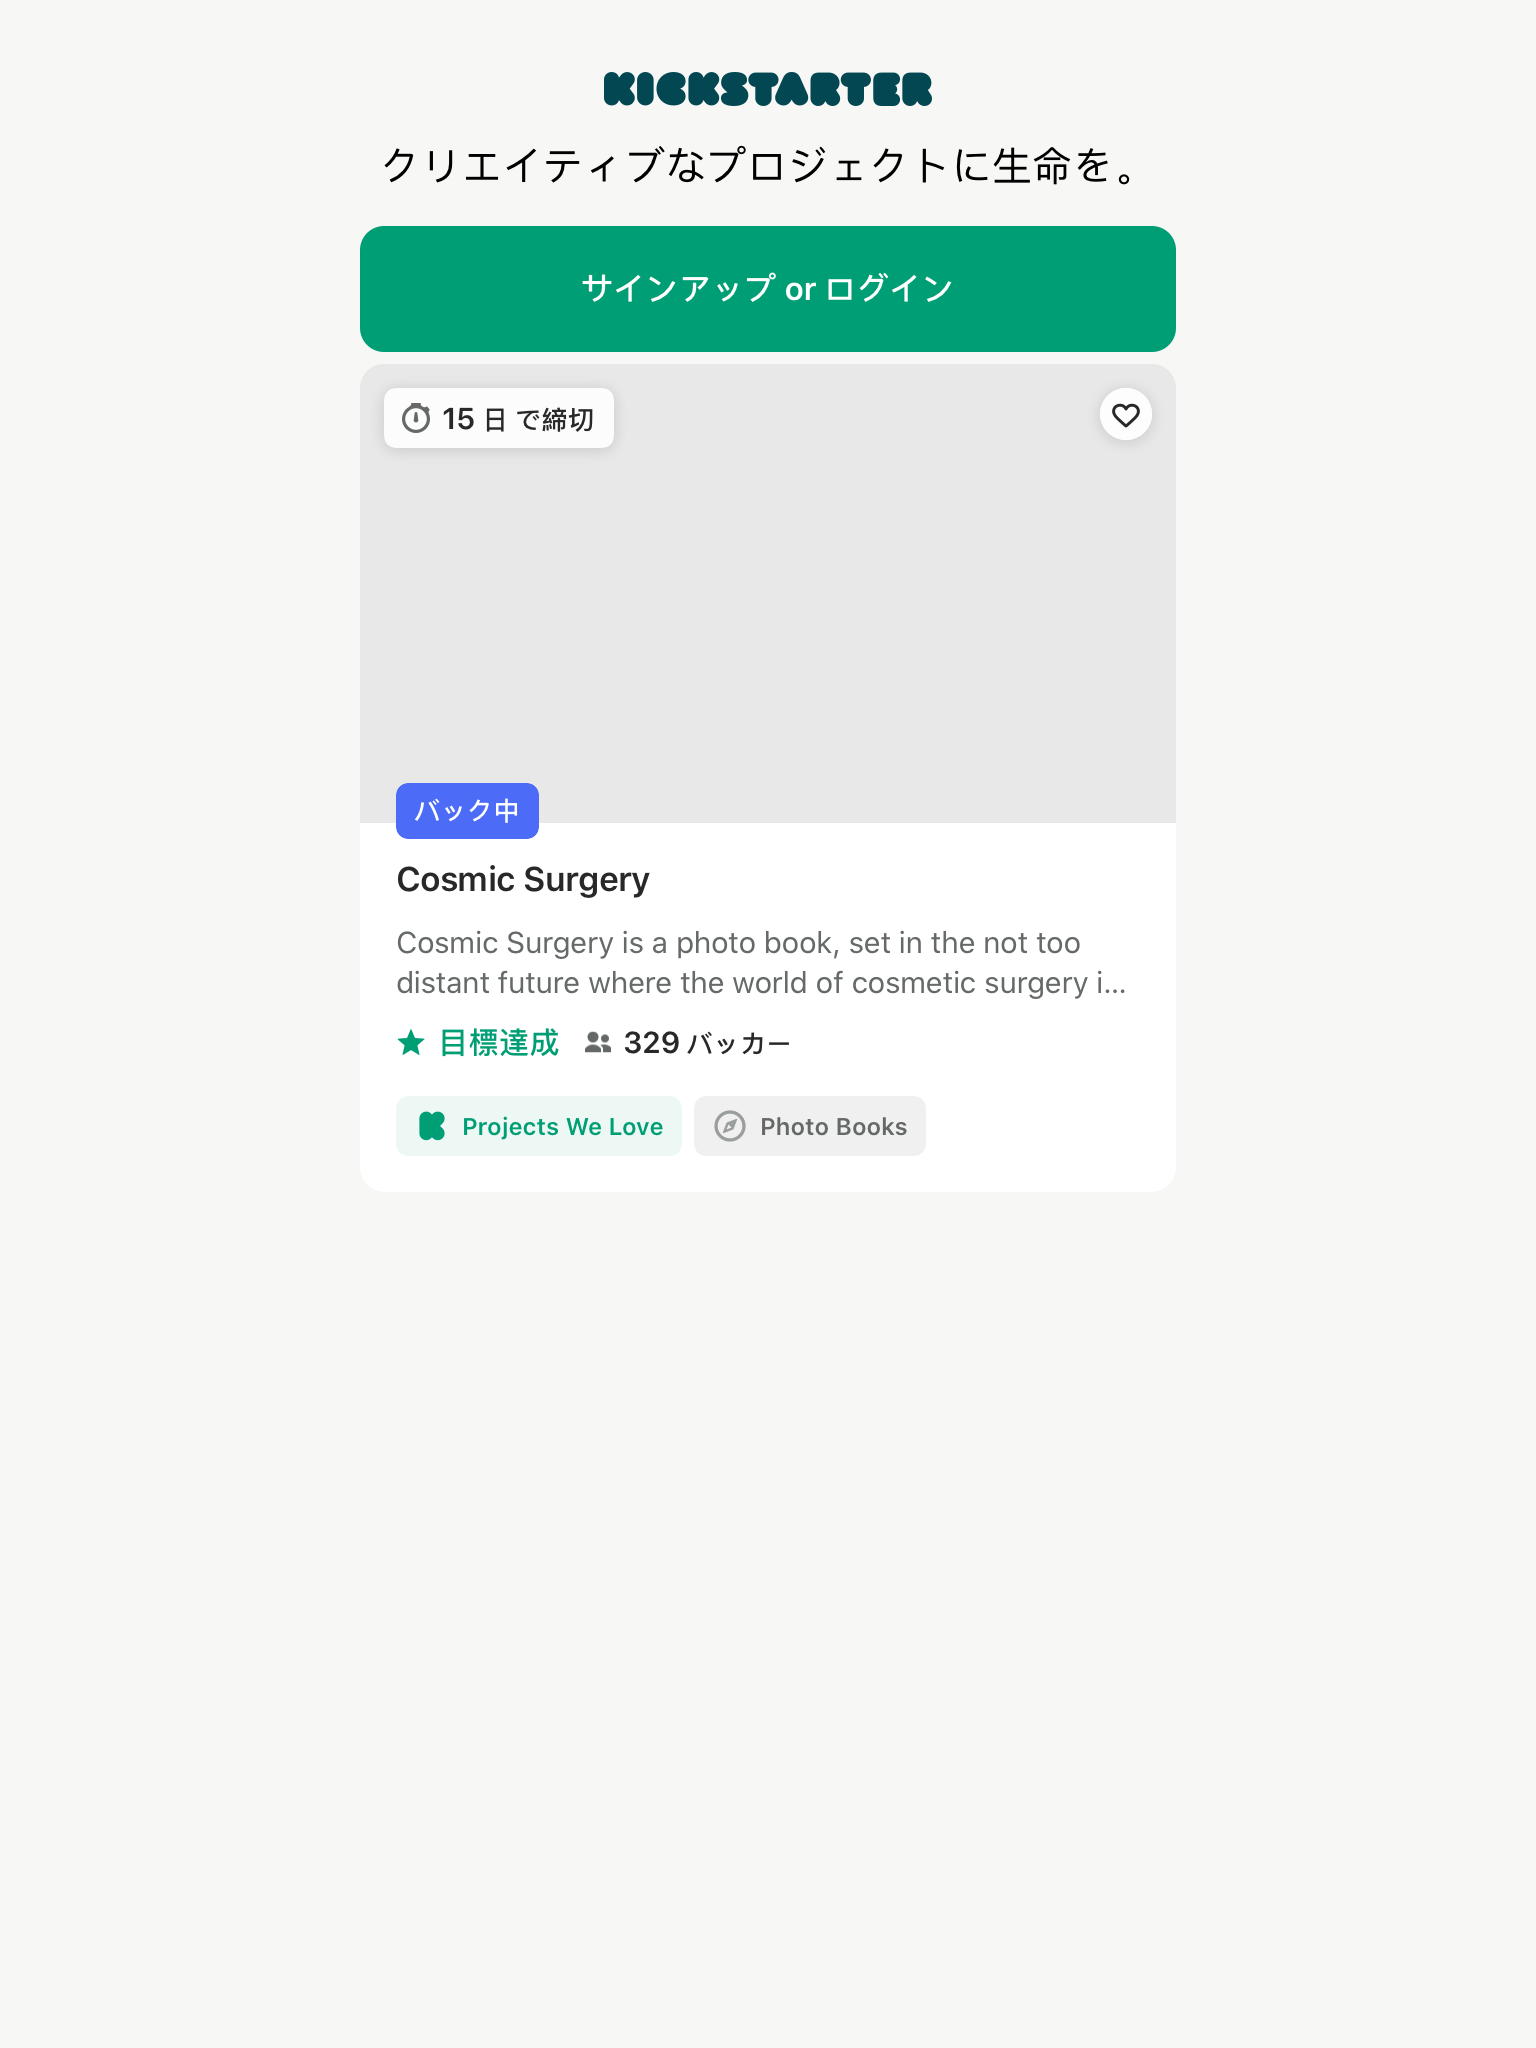 KICKSTARTER
クリエイティブなプロジェクトに生命を。
サインアップ or ログイン
15 日 で締切
バック中
Cosmic Surgery
Cosmic Surgery is a photo book, set in the not too
distant future where the world of cosmetic surgery i...
目標達成 329 バッカー
Projects We Love Photo Books